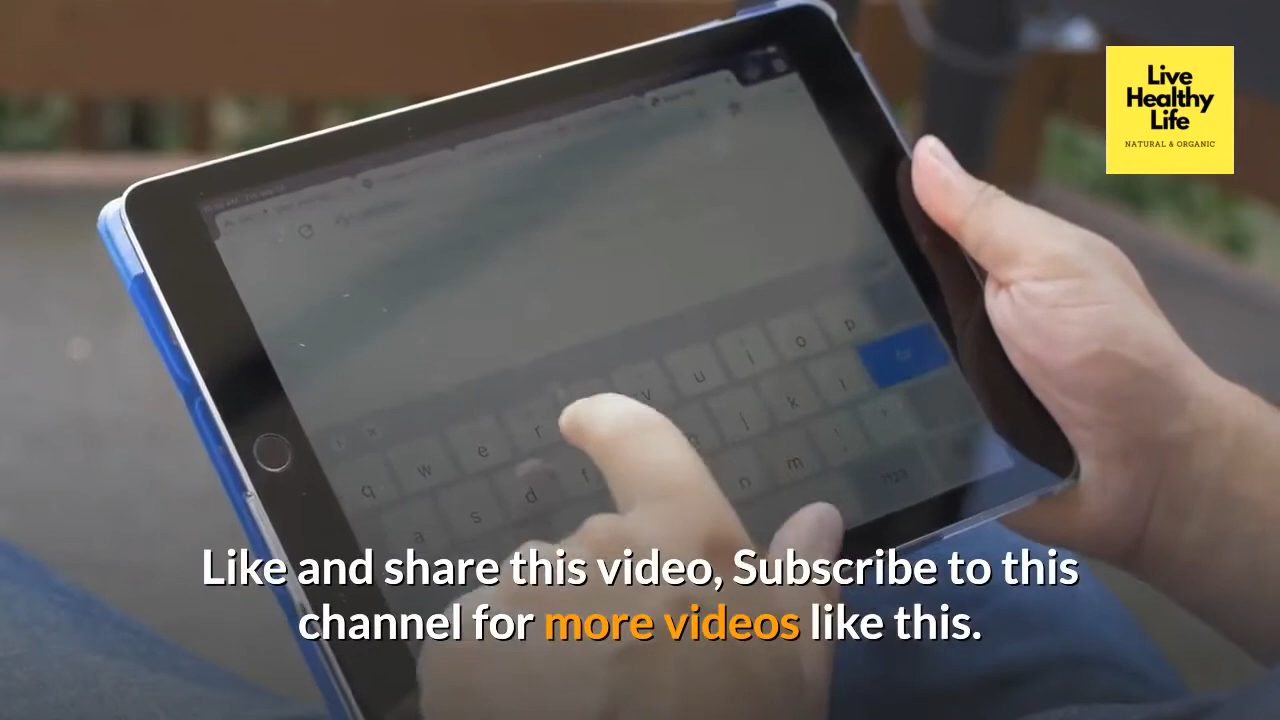 Live
Healthy
Life
NATURAL & ORGANIC
q w e r y u i o p
a s d f j k l
n m
?123
Like and share this video, Subscribe to this
channel for more videos like this.